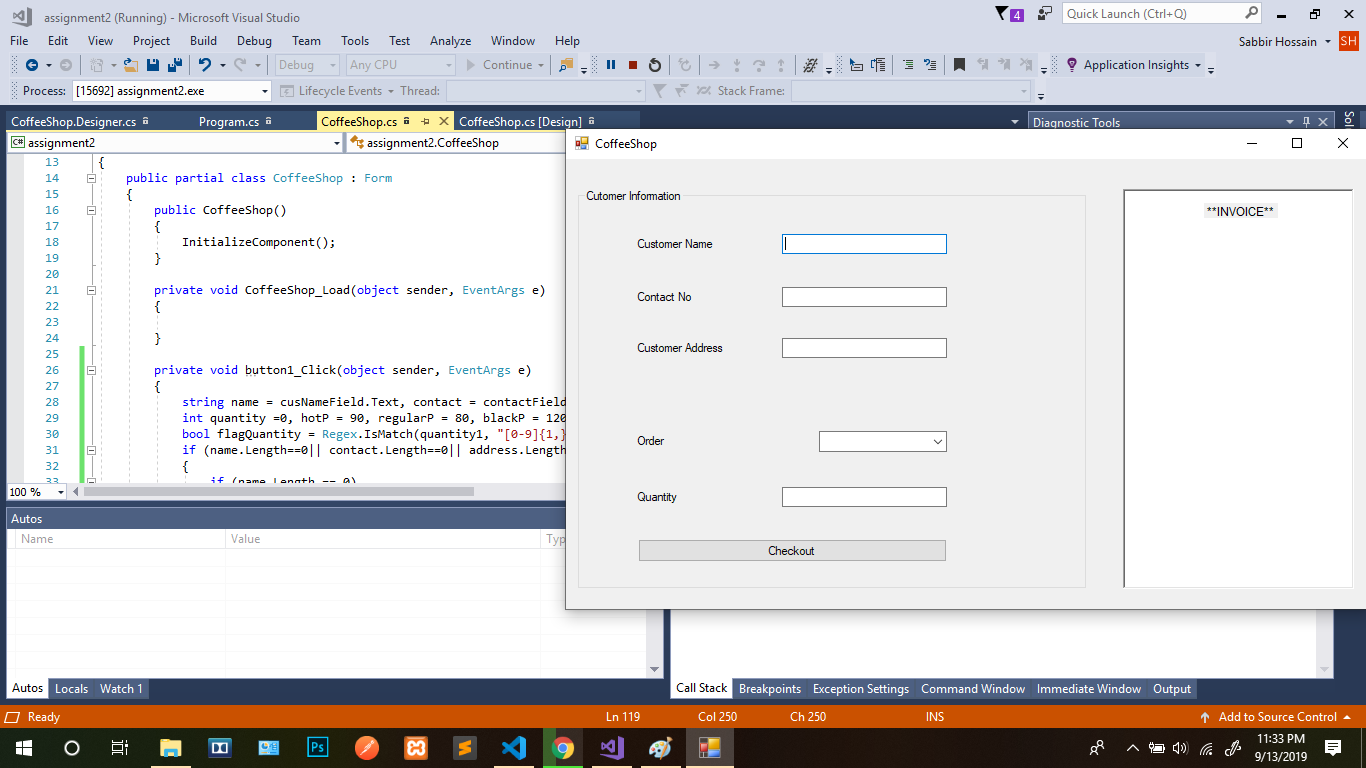 assignment2 (Running) - Microsoft Visual Studio
4
Quick Launch (Ctrl+Q)
File Edit View Project Build Debug Team Tools Test Analyze Window Help
Sabbir Hossain SH
Debug Any CPU Continue Application Insights
Process: [15692] assignment2.exe Lifecycle Events Thread: Stack Frame:
CoffeeShop.Designer.cs Program.cs CoffeeShop.cs CoffeeShop.cs [Design]
Diagnostic Tools
C# assignment2 assignment2.CoffeeShop
13 {
14 public partial class CoffeeShop : Form
15 {
16 public CoffeeShop()
17 {
18 InitializeComponent();
19 }
20
21 private void CoffeeShop_Load(object sender, EventArgs e)
22 {
23
24 }
25
26 private void button1_Click(object sender, EventArgs e)
27 {
28 string name = cusNameField.Text, contact = contactField
29 int quantity =0, hotP = 90, regularP = 80, blackP = 120
30 bool flagQuantity = Regex.IsMatch(quantity1, "[0-9]{1,}
31 if (name.Length==0|| contact.Length==0|| address.Length
32 {
33 if (name.Length == 0)
100 %
CoffeeShop
Cutomer Information
Customer Name
Contact No
Customer Address
Order
Quantity
Checkout
**INVOICE**
Autos
Name Value Typ
Autos Locals Watch 1
Call Stack Breakpoints Exception Settings Command Window Immediate Window Output
Ready Ln 119 Col 250 Ch 250 INS Add to Source Control
Ps
11:33 PM
9/13/2019